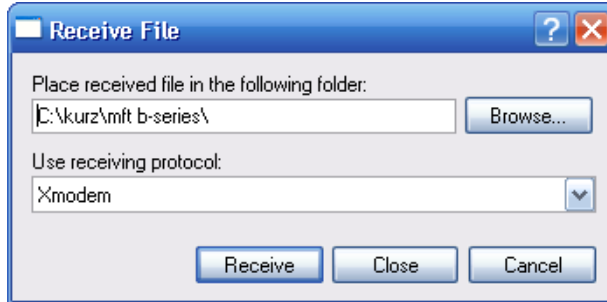 Receive File
Place received file in the following folder:
C:\kurz\mft b-series\
Browse...
Use receiving protocol:
Xmodem
Receive Close Cancel